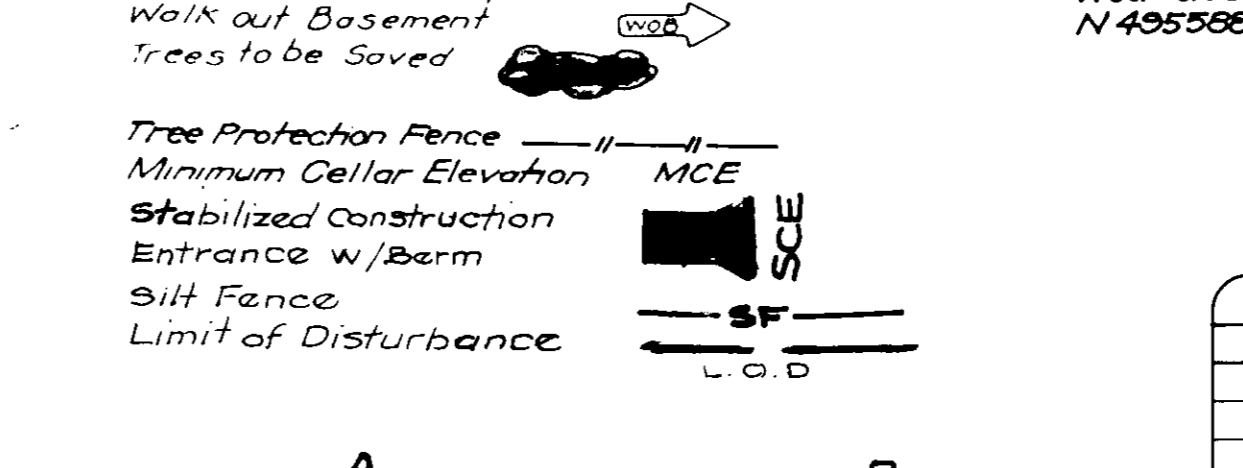 Walk out Basement WOB
Trees to be Saved
N 495588
Tree Protection Fence
Minimum Cellar Elevation MCE
Stabilized Construction
Entrance w/Berm SCE
Silt Fence SF
Limit of Disturbance
L.O.D